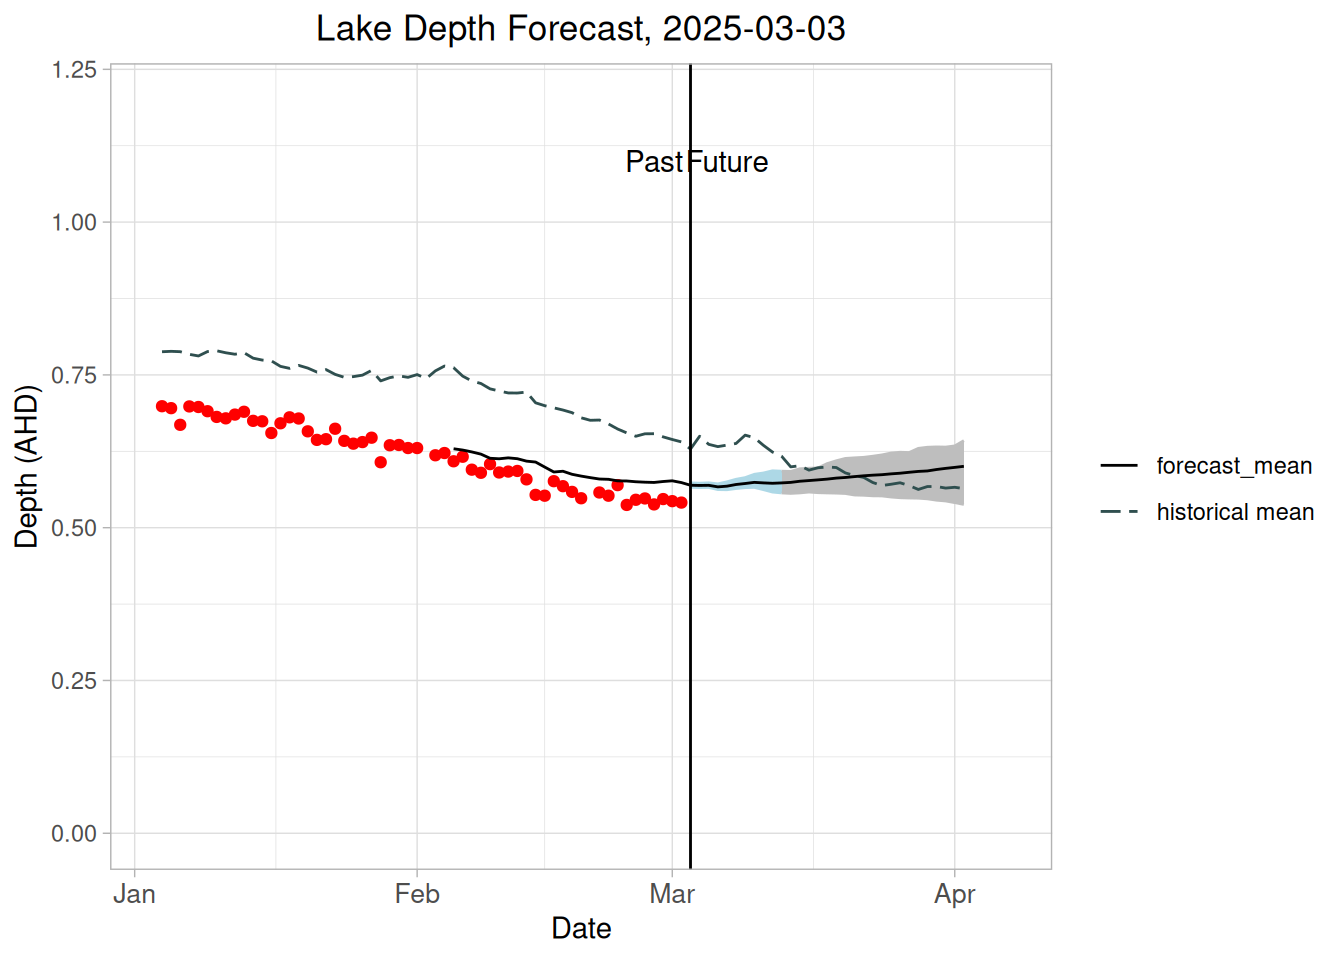 Lake Depth Forecast, 2025-03-03
1.25
1.00
0.75
0.50
0.25
0.00
Depth (AHD)
Past
Future
Jan
Feb
Mar
Apr
Date
forecast_mean
historical mean